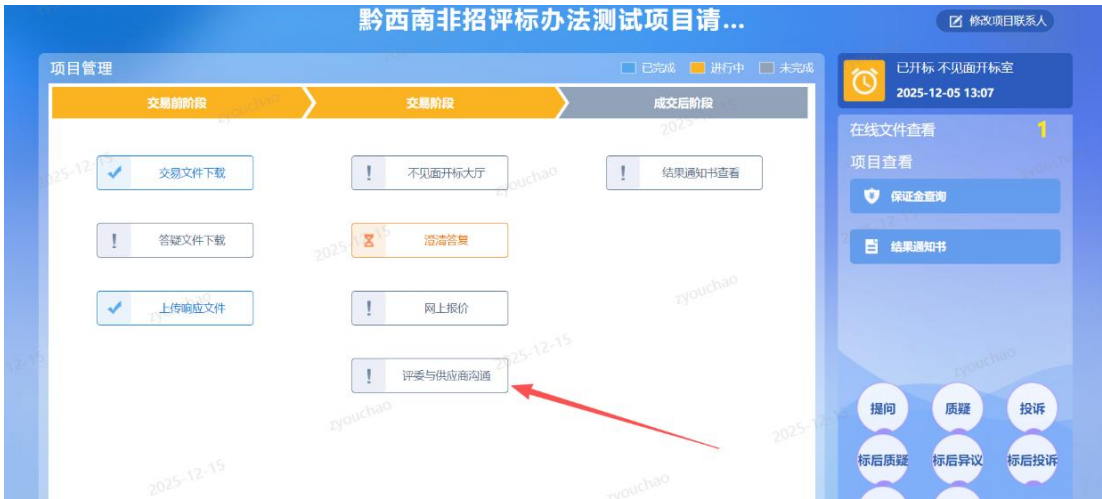 黔西南非招评标办法测试项目请...
修改项目联系人
项目管理
已完成 进行中 未完成
交易前阶段 交易阶段 成交后阶段
交易文件下载 不见面开标大厅 结果通知书查看
答疑文件下载 澄清答复
上传响应文件 网上报价
评委与供应商沟通
已开标 不见面开标室
2025-12-05 13:07
在线文件查看 1
项目查看
保证金查询
结果通知书
提问 质疑 投诉
标后质疑 标后异议 标后投诉
zyouchao
2025-12-15